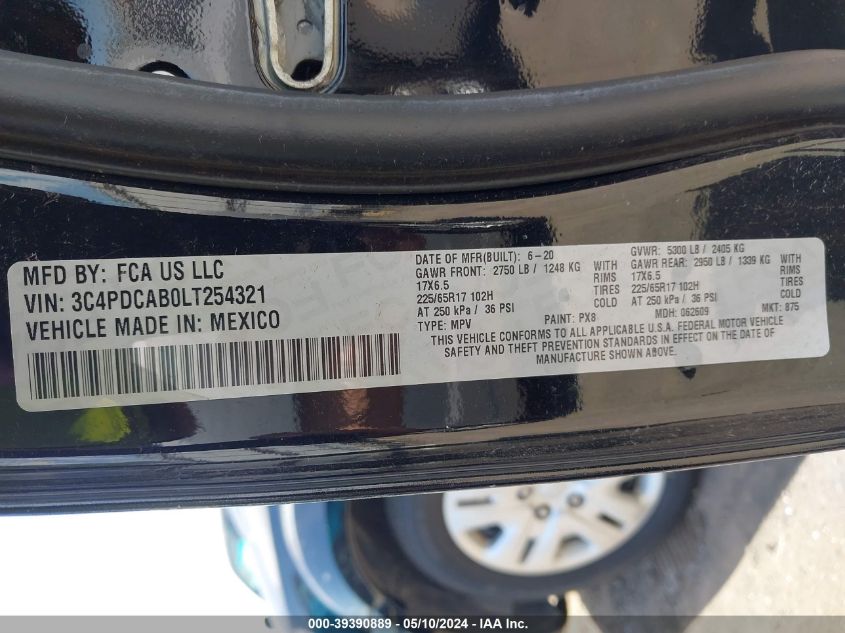 MFD BY: FCA US LLC
VIN: 3C4PDCAB0LT254321
VEHICLE MADE IN: MEXICO
DATE OF MFR(BUILT): 6-20 GVWR: 5300 LB / 2405 KG
GAWR FRONT: 2750 LB / 1248 KG WITH GAWR REAR: 2950 LB / 1339 KG WITH
17X6.5 RIMS 17X6.5 RIMS
225/65R17 102H TIRES 225/65R17 102H TIRES
AT 250 kPa / 36 PSI COLD AT 250 kPa / 36 PSI COLD
TYPE: MPV PAINT: PX8 MDH: 062609 MKT: 875
THIS VEHICLE CONFORMS TO ALL APPLICABLE U.S.A. FEDERAL MOTOR VEHICLE
SAFETY AND THEFT PREVENTION STANDARDS IN EFFECT ON THE DATE OF
MANUFACTURE SHOWN ABOVE.
000-39390889 - 05/10/2024 - IAA Inc.